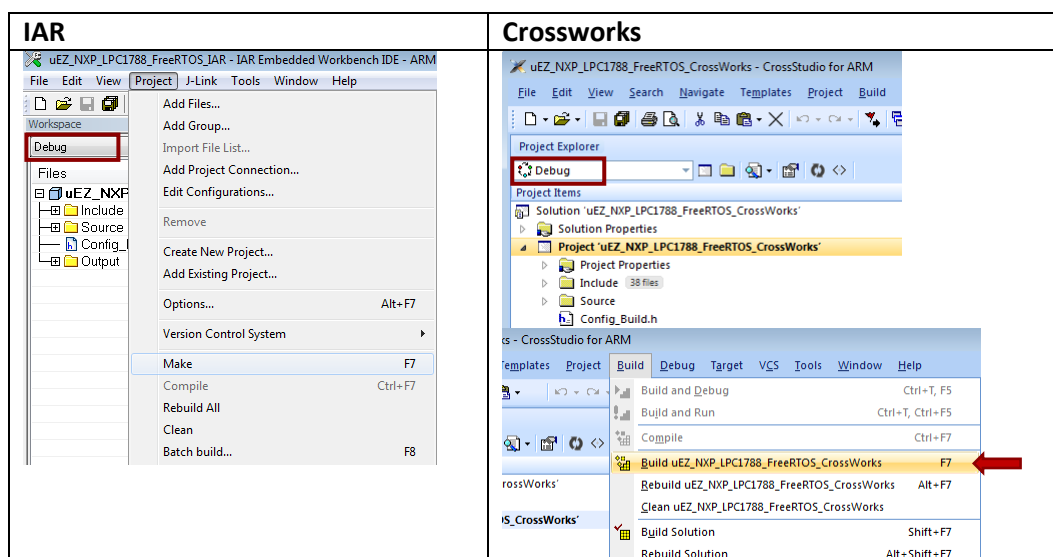 IAR
Crossworks
uEZ_NXP_LPC1788_FreeRTOS_IAR - IAR Embedded Workbench IDE - ARM
File Edit View Project J-Link Tools Window Help
Workspace
Debug
Files
uEZ_NXP
Include
Source
Config_
Output
Add Files...
Add Group...
Import File List...
Add Project Connection...
Edit Configurations...
Remove
Create New Project...
Add Existing Project...
Options... Alt+F7
Version Control System
Make F7
Compile Ctrl+F7
Rebuild All
Clean
Batch build... F8
uEZ_NXP_LPC1788_FreeRTOS_CrossWorks - CrossStudio for ARM
File Edit View Search Navigate Templates Project Build
Project Explorer
Debug
Project Items
Solution 'uEZ_NXP_LPC1788_FreeRTOS_CrossWorks'
Solution Properties
Project 'uEZ_NXP_LPC1788_FreeRTOS_CrossWorks'
Project Properties
Include 38 files
Source
Config_Build.h
ks - CrossStudio for ARM
Templates Project Build Debug Target VCS Tools Window Help
Build and Debug Ctrl+T, F5
Build and Run Ctrl+T, Ctrl+F5
Compile Ctrl+F7
Build uEZ_NXP_LPC1788_FreeRTOS_CrossWorks F7
rossWorks'
Rebuild uEZ_NXP_LPC1788_FreeRTOS_CrossWorks Alt+F7
Clean uEZ_NXP_LPC1788_FreeRTOS_CrossWorks
S_CrossWorks'
Build Solution Shift+F7
Rebuild Solution Alt+Shift+F7